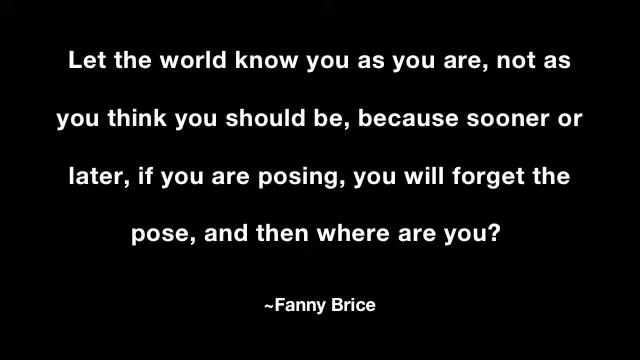 Let the world know you as you are, not as
you think you should be, because sooner or
later, if you are posing, you will forget the
pose, and then where are you?
~Fanny Brice